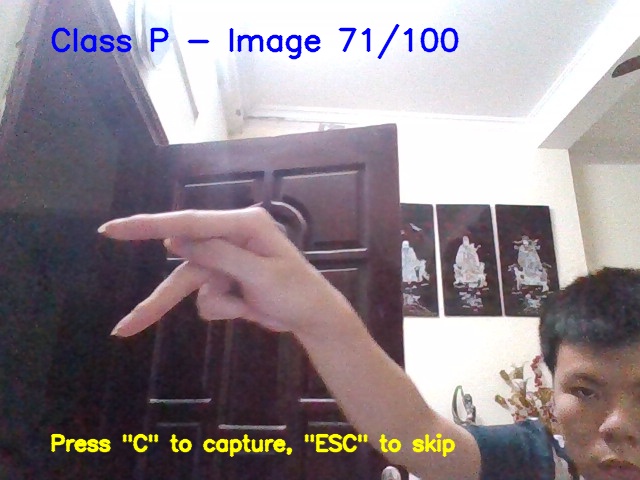 Class P - Image 71/100
Press "C" to capture, "ESC" to skip